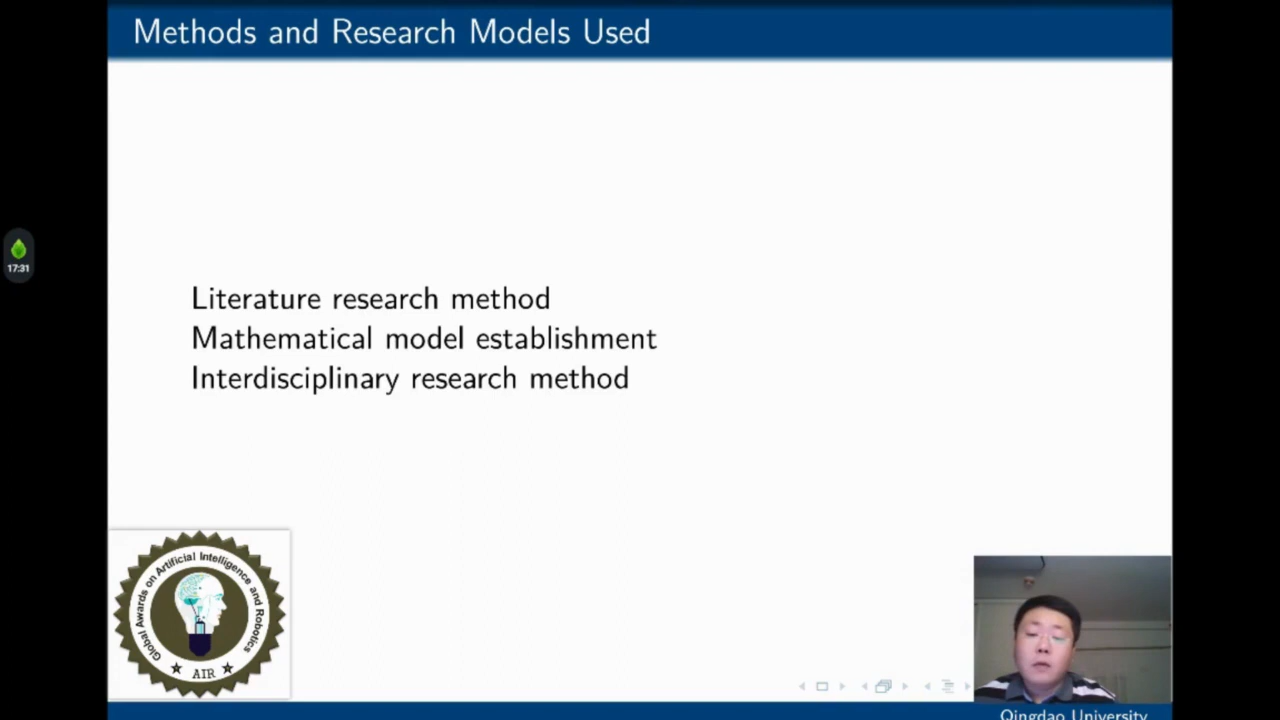 Methods and Research Models Used
17:31
Literature research method
Mathematical model establishment
Interdisciplinary research method
Global Awards on Artificial Intelligence and Robotics
AIR
Qingdao University